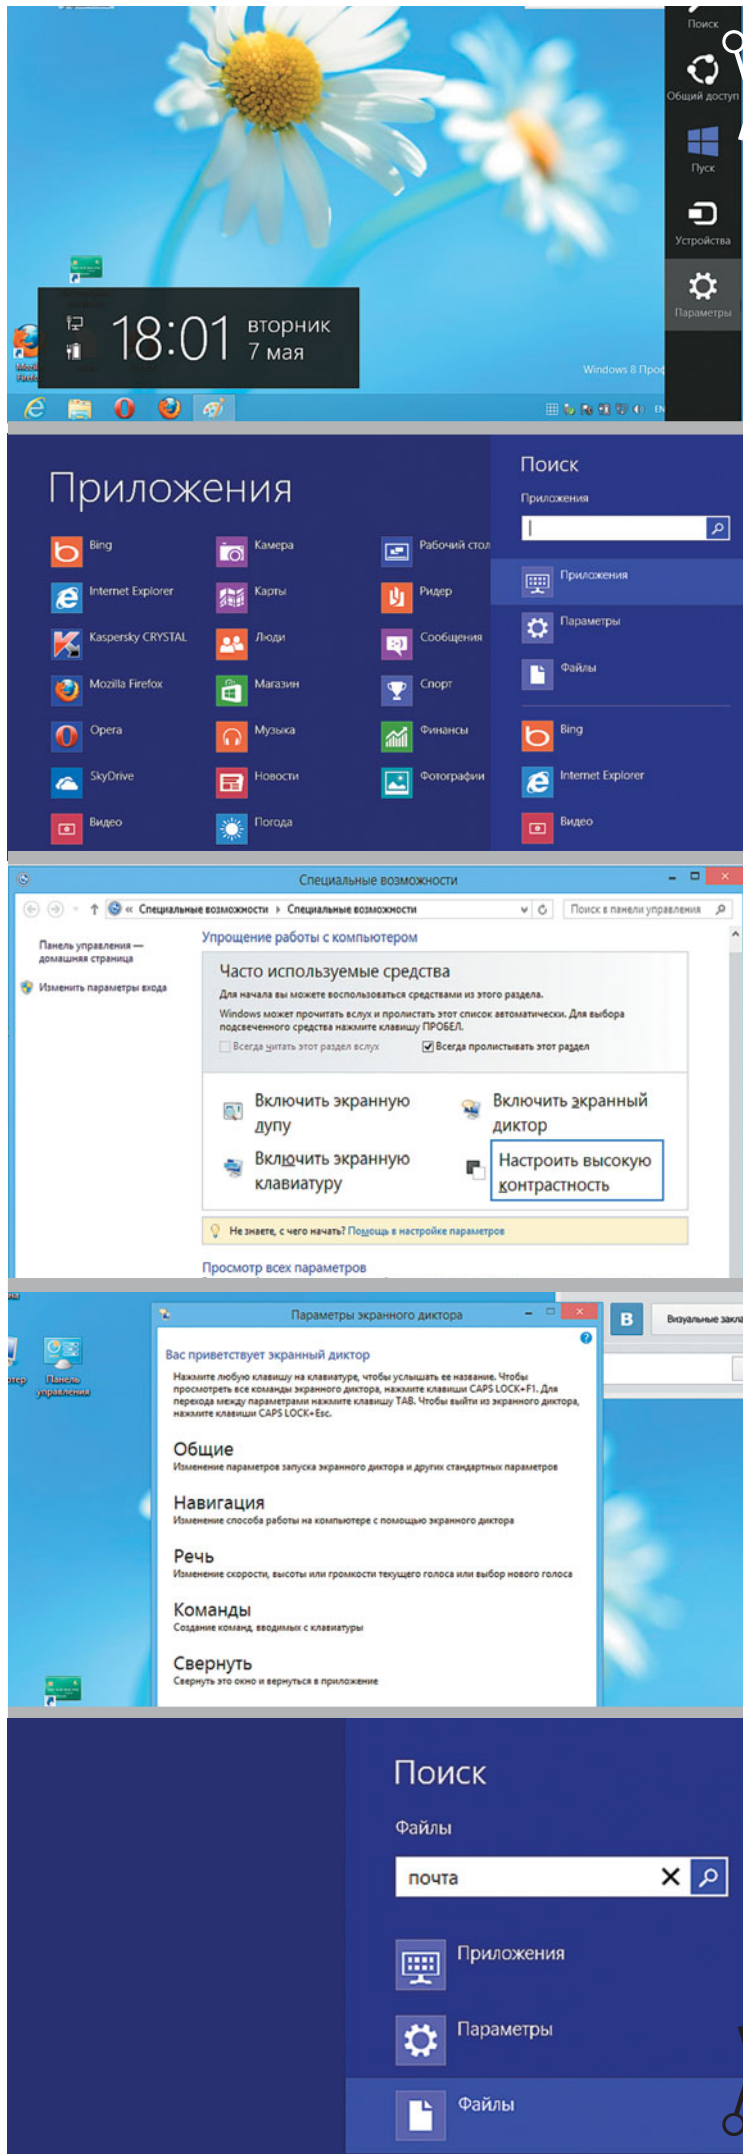 Поиск
Общий доступ
Пуск
Устройства
Параметры
18:01 вторник
7 мая
Windows 8 Проф
EN
Приложения
Bing
Internet Explorer
Kaspersky CRYSTAL
Mozilla Firefox
Opera
SkyDrive
Видео
Камера
Карты
Люди
Магазин
Музыка
Новости
Погода
Рабочий стол
Ридер
Сообщения
Спорт
Финансы
Фотографии
Поиск
Приложения
Приложения
Параметры
Файлы
Bing
Internet Explorer
Видео
Специальные возможности
« Специальные возможности Специальные возможности
Поиск в панели управления
Панель управления —
домашняя страница
Изменить параметры входа
Упрощение работы с компьютером
Часто используемые средства
Для начала вы можете воспользоваться средствами из этого раздела.
Windows может прочитать вслух и пролистать этот список автоматически. Для выбора
подсвеченного средства нажмите клавишу ПРОБЕЛ.
Всегда читать этот раздел вслух
Всегда пролистывать этот раздел
Включить экранную
лупу
Включить экранный
диктор
Включить экранную
клавиатуру
Настроить высокую
контрастность
Не знаете, с чего начать? Помощь в настройке параметров
Просмотр всех параметров
Панель
управления
Параметры экранного диктора
B
Визуальные закла
Вас приветствует экранный диктор
Нажмите любую клавишу на клавиатуре, чтобы услышать ее название. Чтобы
просмотреть все команды экранного диктора, нажмите клавиши CAPS LOCK+F1. Для
перехода между параметрами нажмите клавишу TAB. Чтобы выйти из экранного диктора,
нажмите клавиши CAPS LOCK+Esc.
Общие
Изменение параметров запуска экранного диктора и других стандартных параметров
Навигация
Изменение способа работы на компьютере с помощью экранного диктора
Речь
Изменение скорости, высоты или громкости текущего голоса или выбор нового голоса
Команды
Создание команд, вводимых с клавиатуры
Свернуть
Свернуть это окно и вернуться в приложение
Поиск
Файлы
почта
Приложения
Параметры
Файлы